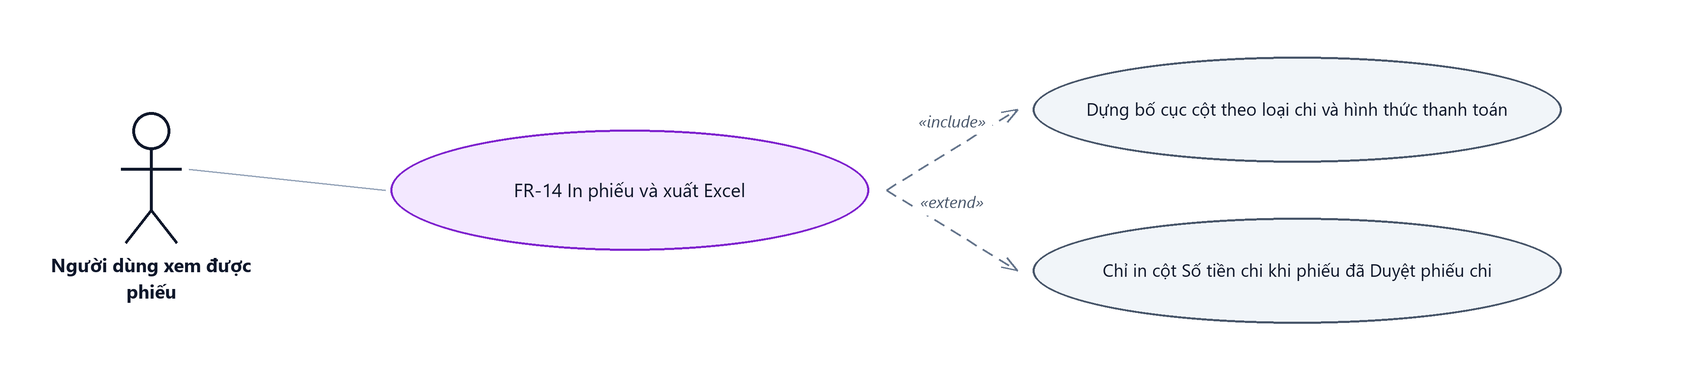 Người dùng xem được
phiếu
FR-14 In phiếu và xuất Excel
«include»
«extend»
Dựng bố cục cột theo loại chi và hình thức thanh toán
Chỉ in cột Số tiền chi khi phiếu đã Duyệt phiếu chi